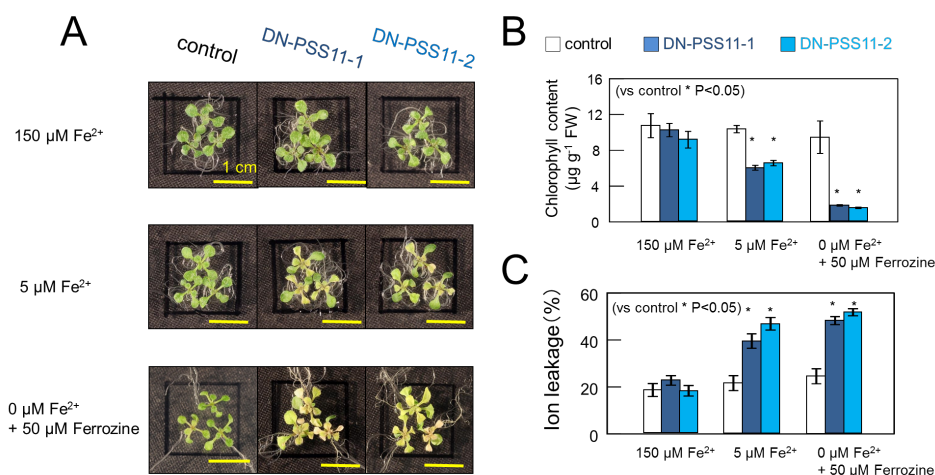 A
control
DN-PSS11-1
DN-PSS11-2
150 µM Fe²⁺
1 cm
5 µM Fe²⁺
0 µM Fe²⁺
+ 50 µM Ferrozine
B
control
DN-PSS11-1
DN-PSS11-2
(vs control * P<0.05)
Chlorophyll content
(µg g⁻¹ FW)
16
12
8
4
0
* *
* *
150 µM Fe²⁺
5 µM Fe²⁺
0 µM Fe²⁺
+ 50 µM Ferrozine
C
(vs control * P<0.05)
Ion leakage (%)
60
40
20
0
* *
* *
150 µM Fe²⁺
5 µM Fe²⁺
0 µM Fe²⁺
+ 50 µM Ferrozine